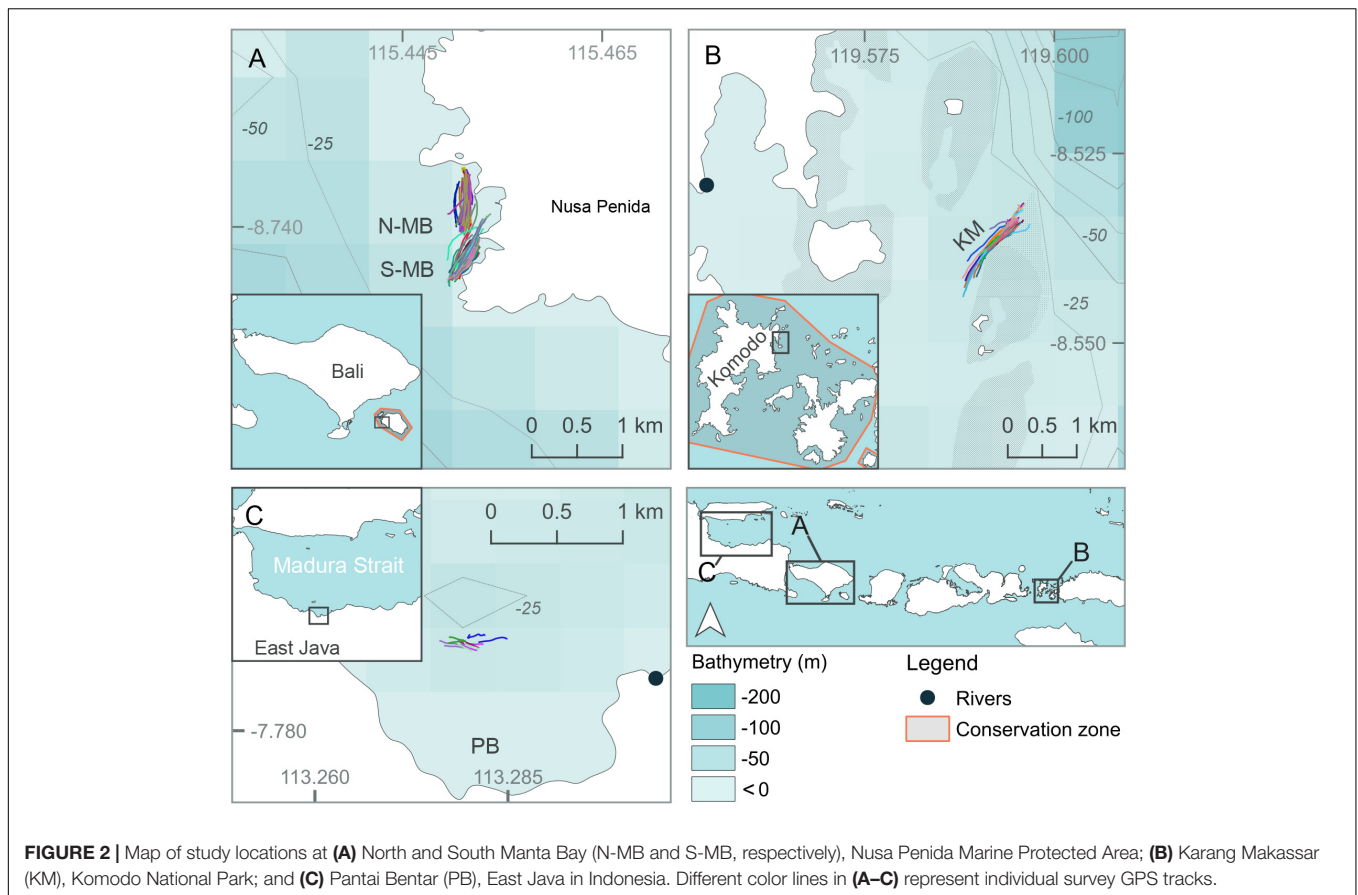 A
115.445
115.465
-50
-25
N-MB
-8.740
S-MB
Nusa Penida
Bali
0 0.5 1 km
B
119.575
119.600
-100
-8.525
-50
KM
-25
-8.550
Komodo
0 0.5 1 km
C
Madura Strait
East Java
0 0.5 1 km
-25
-7.780
PB
113.260
113.285
A
B
C
Bathymetry (m)
-200
-100
-50
< 0
Legend
Rivers
Conservation zone
FIGURE 2 | Map of study locations at (A) North and South Manta Bay (N-MB and S-MB, respectively), Nusa Penida Marine Protected Area; (B) Karang Makassar
(KM), Komodo National Park; and (C) Pantai Bentar (PB), East Java in Indonesia. Different color lines in (A–C) represent individual survey GPS tracks.